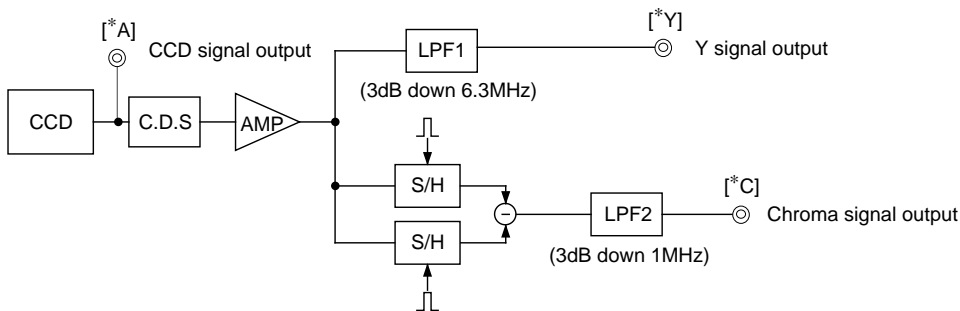 [*A]
CCD signal output
[*Y]
Y signal output
LPF1
(3dB down 6.3MHz)
CCD
C.D.S
AMP
S/H
S/H
−
LPF2
(3dB down 1MHz)
[*C]
Chroma signal output